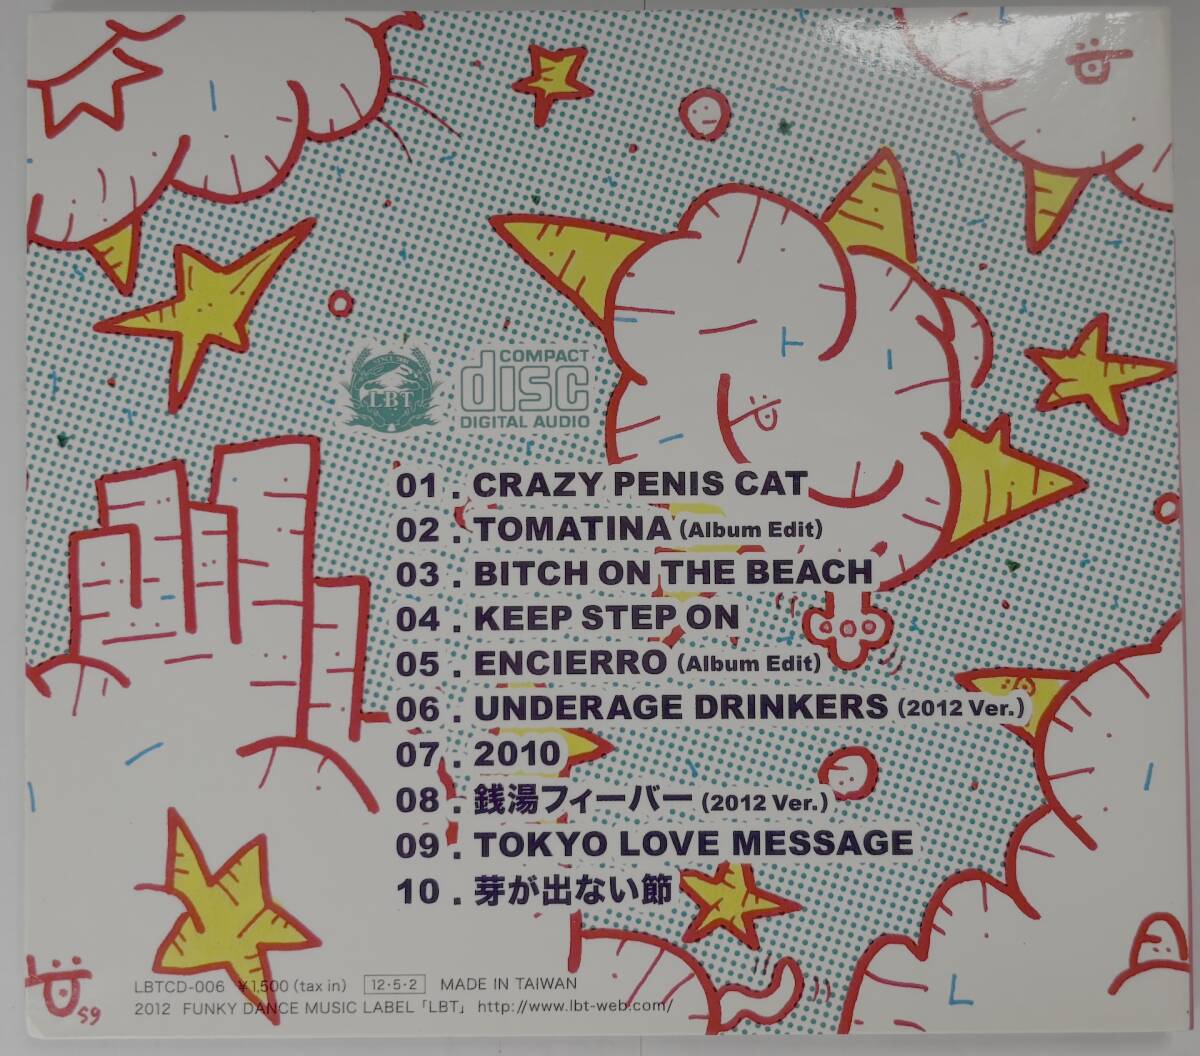 SINCE 2008
LBT
COMPACT
disc
DIGITAL AUDIO
01. CRAZY PENIS CAT
02. TOMATINA (Album Edit)
03. BITCH ON THE BEACH
04. KEEP STEP ON
05. ENCIERRO (Album Edit)
06. UNDERAGE DRINKERS (2012 Ver.)
07. 2010
08. 銭湯フィーバー (2012 Ver.)
09. TOKYO LOVE MESSAGE
10. 芽が出ない節
LBTCD-006 ¥1,500 (tax in) 12・5・2 MADE IN TAIWAN
2012 FUNKY DANCE MUSIC LABEL「LBT」 http://www.lbt-web.com/
59